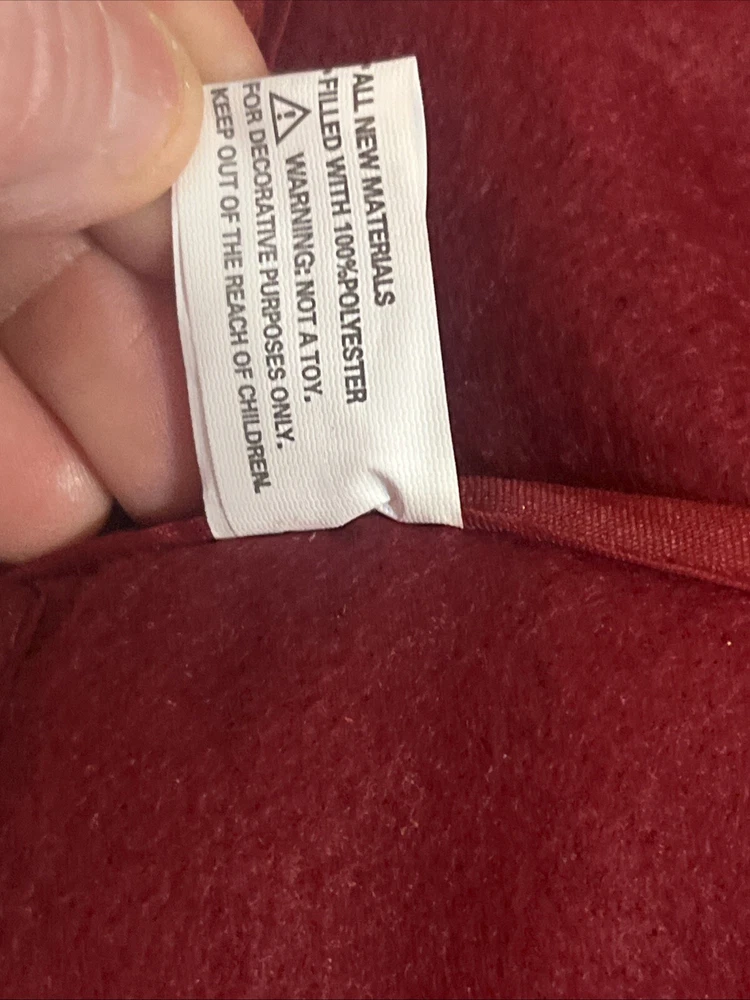 *ALL NEW MATERIALS
*FILLED WITH 100%POLYESTER
WARNING: NOT A TOY.
FOR DECORATIVE PURPOSES ONLY.
KEEP OUT OF THE REACH OF CHILDREN.